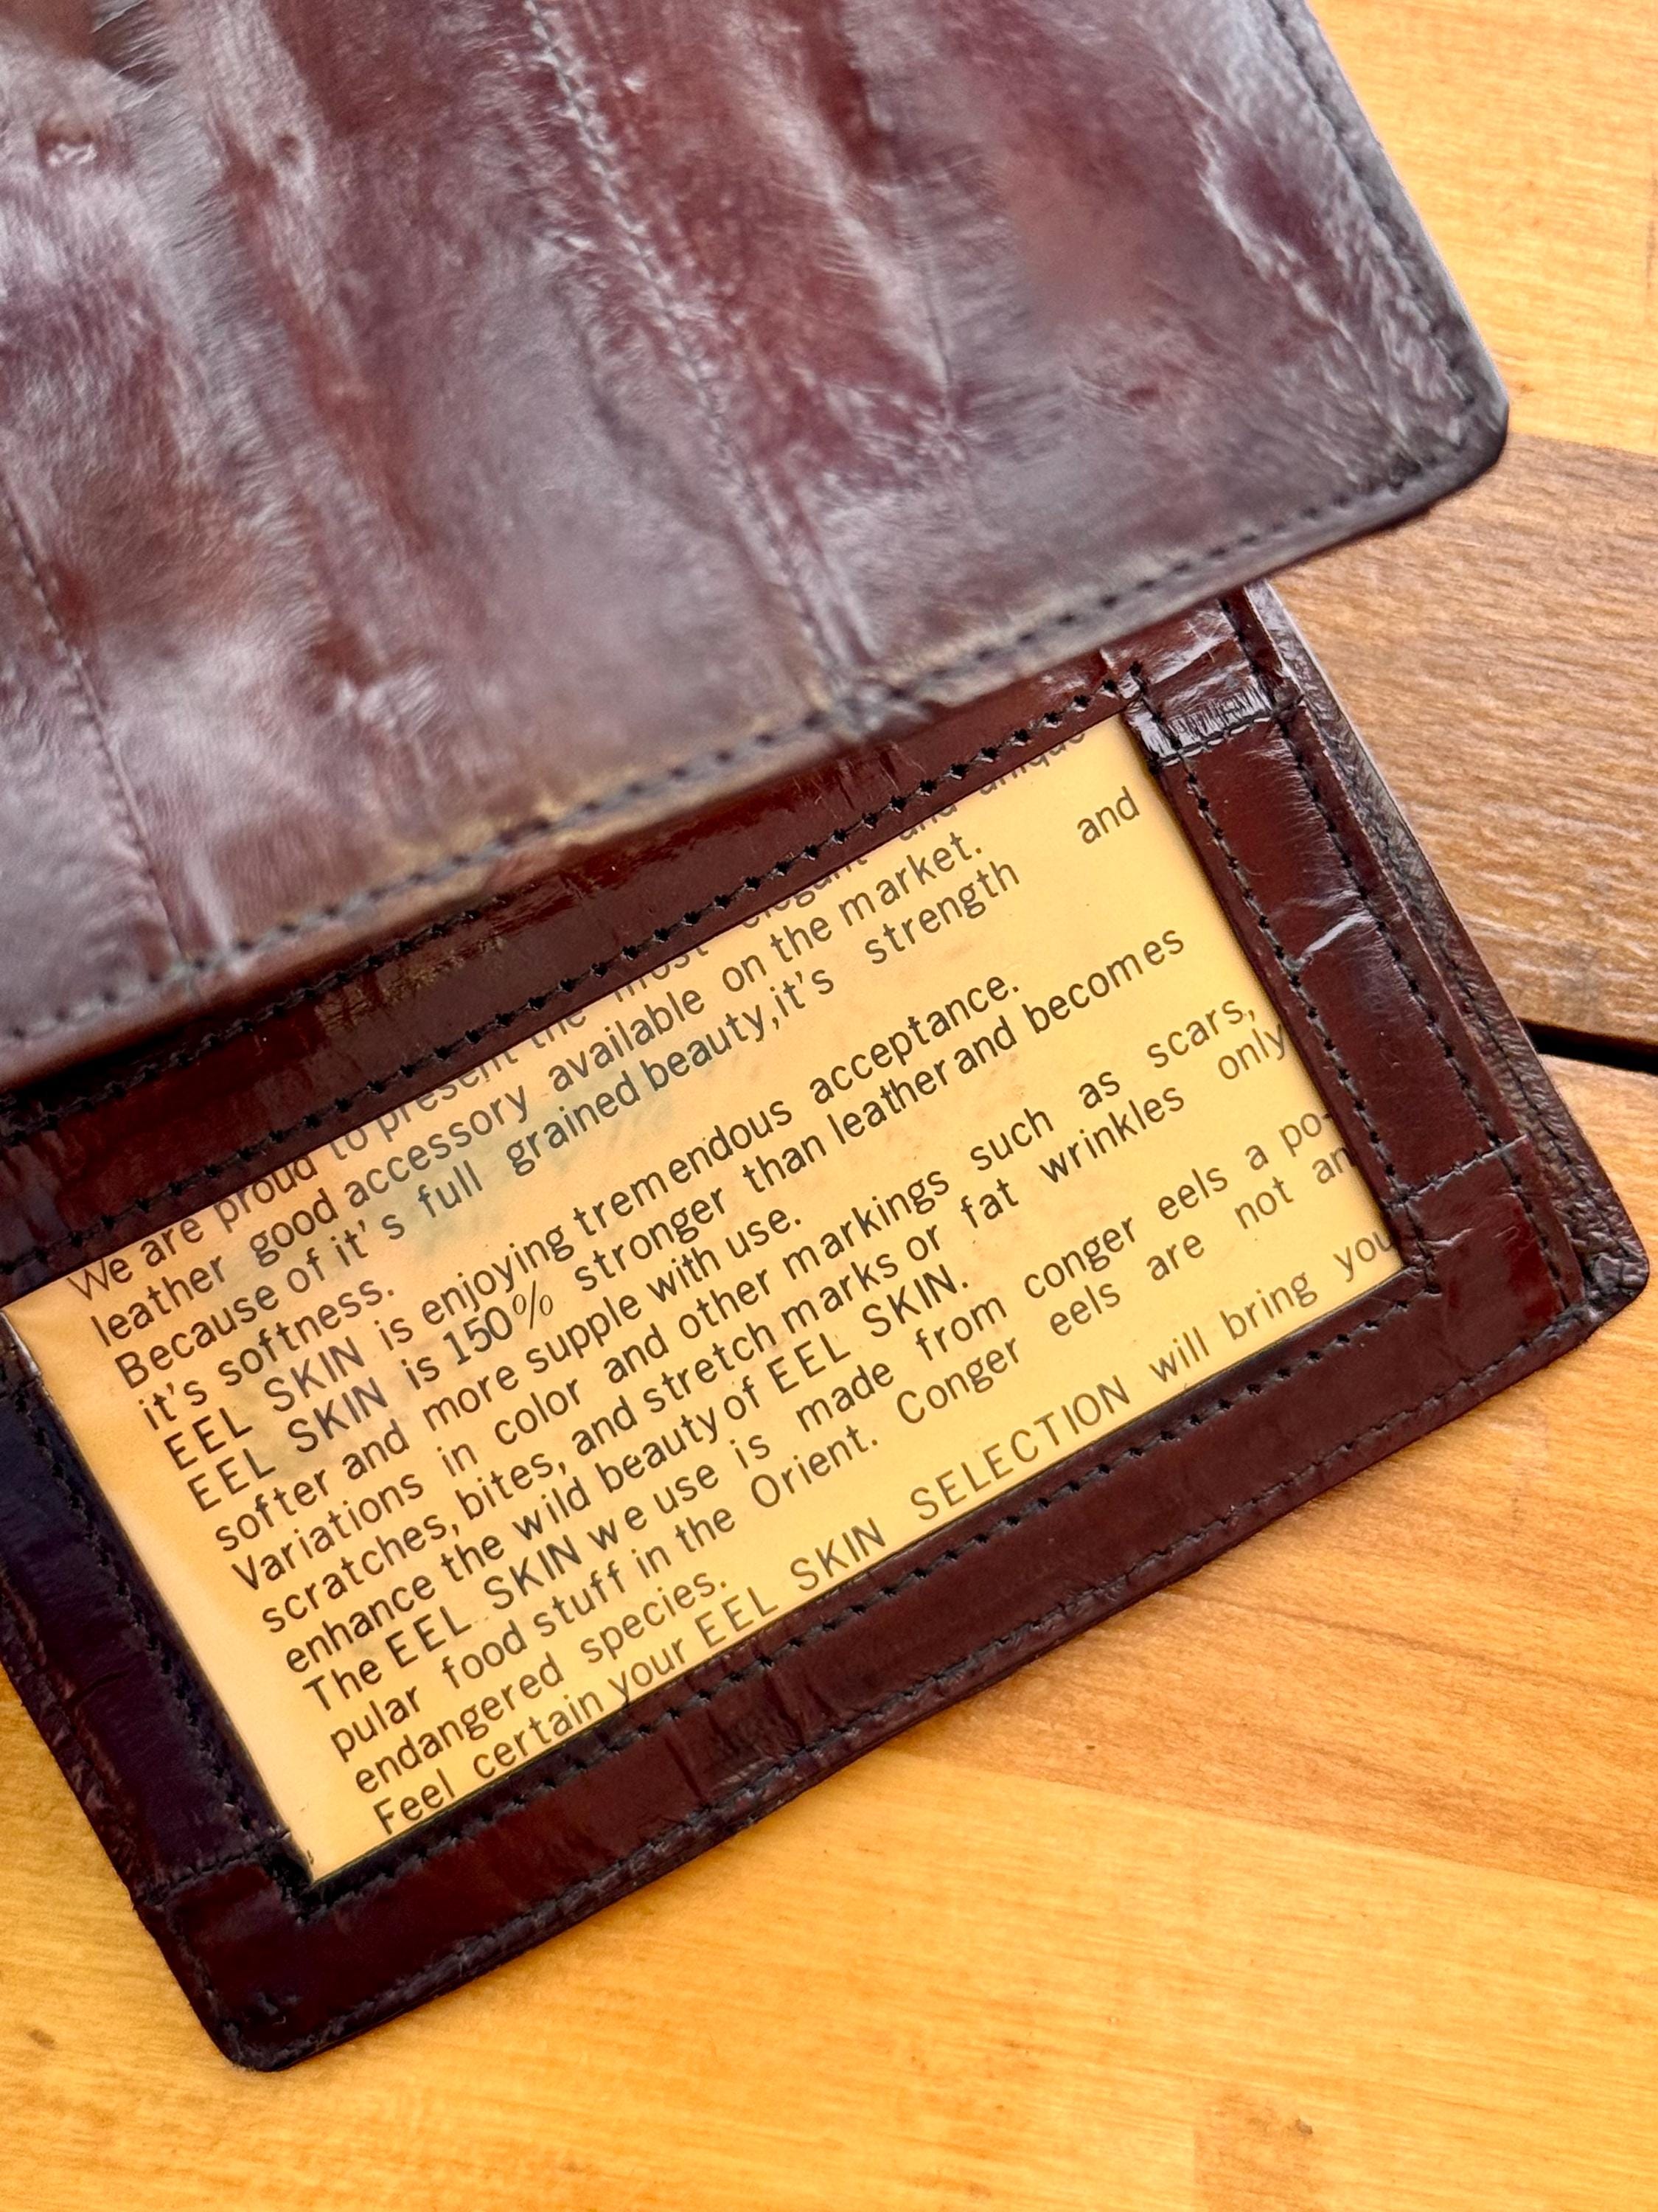 We are proud to present the most elegant and unique
leather good accessory available on the market.
Because of it's full grained beauty, it's strength and
it's softness.
EEL SKIN is enjoying tremendous acceptance.
EEL SKIN is 150% stronger than leather and becomes
softer and more supple with use.
Variations in color and other markings such as scars,
scratches, bites, and stretch marks or fat wrinkles only
enhance the wild beauty of EEL SKIN.
The EEL SKIN we use is made from conger eels a po-
pular food stuff in the Orient. Conger eels are not an
endangered species.
Feel certain your EEL SKIN SELECTION will bring you